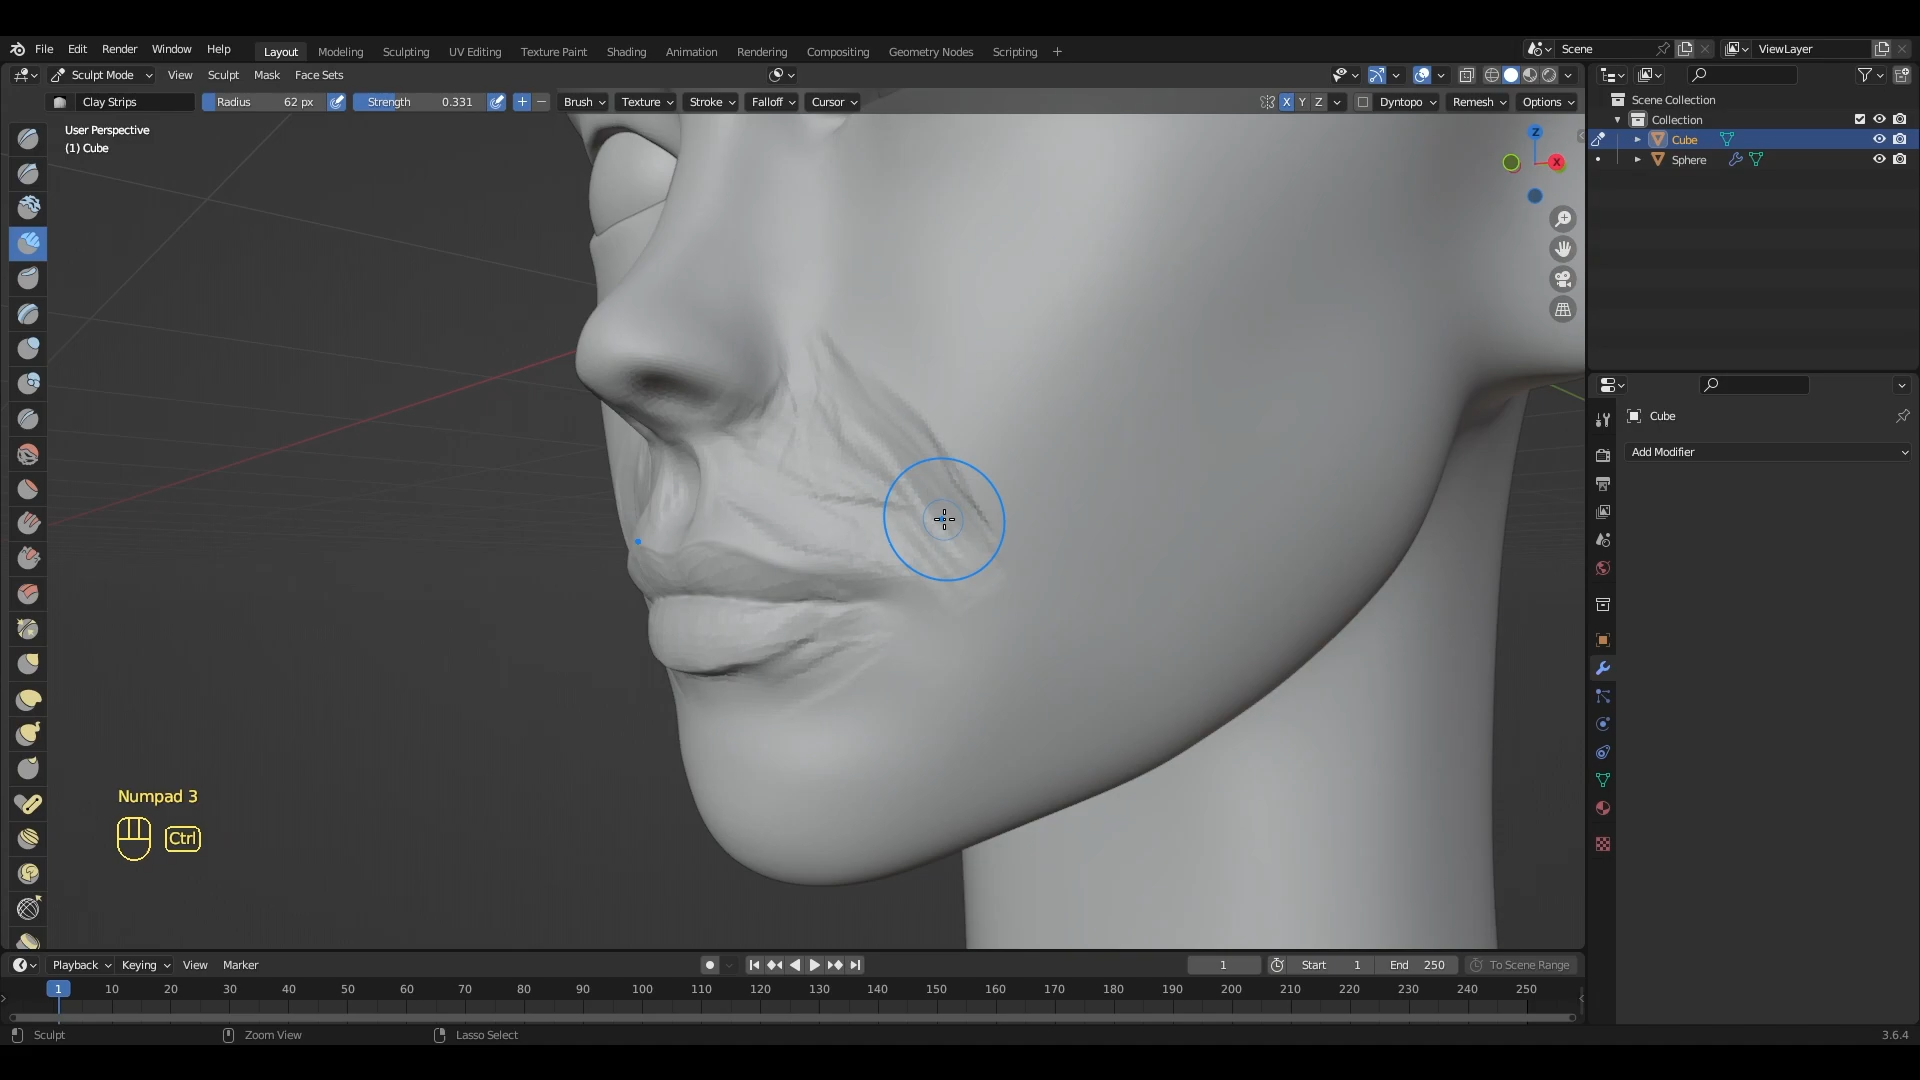 File Edit Render Window Help Layout Modeling Sculpting UV Editing Texture Paint Shading Animation Rendering Compositing Geometry Nodes Scripting + Scene ViewLayer
Sculpt Mode View Sculpt Mask Face Sets
Clay Strips Radius 62 px Strength 0.331 + − Brush Texture Stroke Falloff Cursor X Y Z Dyntopo Remesh Options
User Perspective
(1) Cube
Z
X
Scene Collection
Collection
Cube
Sphere
Cube
Add Modifier
Numpad 3
Ctrl
Playback Keying View Marker 1 Start 1 End 250 To Scene Range
1 10 20 30 40 50 60 70 80 90 100 110 120 130 140 150 160 170 180 190 200 210 220 230 240 250
Sculpt Zoom View Lasso Select 3.6.4